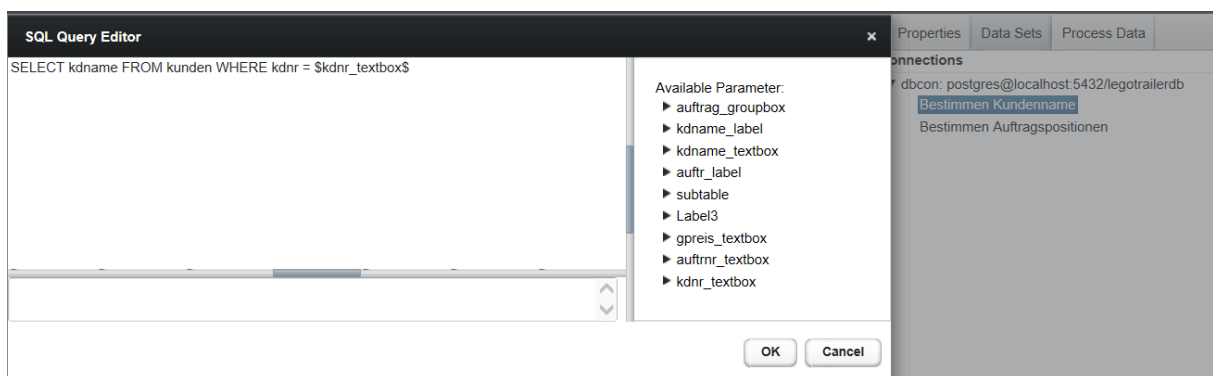 SQL Query Editor
×
SELECT kdname FROM kunden WHERE kdnr = $kdnr_textbox$
Available Parameter:
auftrag_groupbox
kdname_label
kdname_textbox
auftr_label
subtable
Label3
gpreis_textbox
auftrnr_textbox
kdnr_textbox
OK Cancel
Properties Data Sets Process Data
onnections
dbcon: postgres@localhost:5432/legotrailerdb
Bestimmen Kundenname
Bestimmen Auftragspositionen